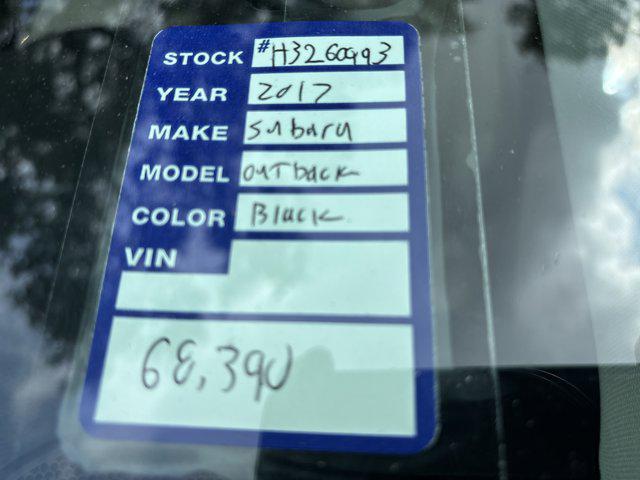 STOCK #H3260993
YEAR 2017
MAKE Subaru
MODEL OUTback
COLOR Black
VIN
68,390